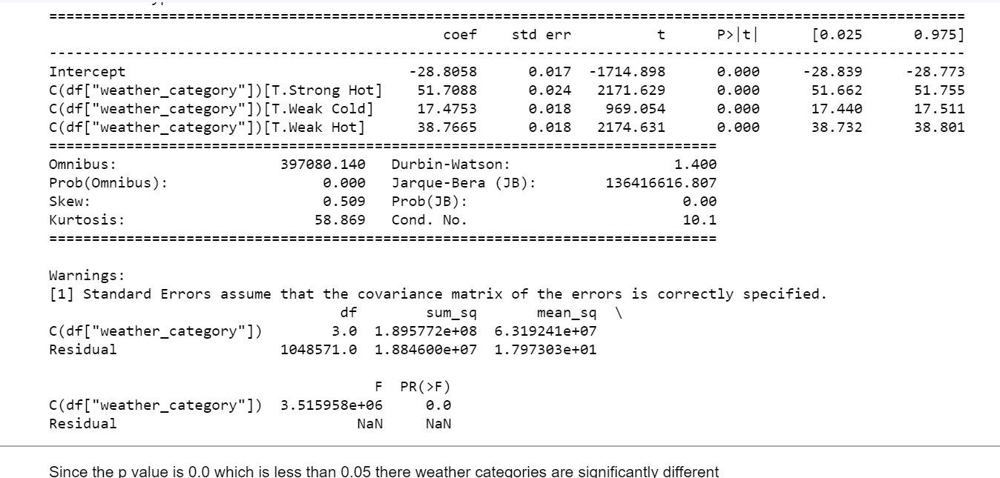 ==============================================================================================================
coef std err t P>|t| [0.025 0.975]
--------------------------------------------------------------------------------------------------------------
Intercept -28.8058 0.017 -1714.898 0.000 -28.839 -28.773
C(df["weather_category"])[T.Strong Hot] 51.7088 0.024 2171.629 0.000 51.662 51.755
C(df["weather_category"])[T.Weak Cold] 17.4753 0.018 969.054 0.000 17.440 17.511
C(df["weather_category"])[T.Weak Hot] 38.7665 0.018 2174.631 0.000 38.732 38.801
==============================================================================
Omnibus: 397080.140 Durbin-Watson: 1.400
Prob(Omnibus): 0.000 Jarque-Bera (JB): 136416616.807
Skew: 0.509 Prob(JB): 0.00
Kurtosis: 58.869 Cond. No. 10.1
==============================================================================
Warnings:
[1] Standard Errors assume that the covariance matrix of the errors is correctly specified.
df sum_sq mean_sq \
C(df["weather_category"]) 3.0 1.895772e+08 6.319241e+07
Residual 1048571.0 1.884600e+07 1.797303e+01
F PR(>F)
C(df["weather_category"]) 3.515958e+06 0.0
Residual NaN NaN
Since the p value is 0.0 which is less than 0.05 there weather categories are significantly different